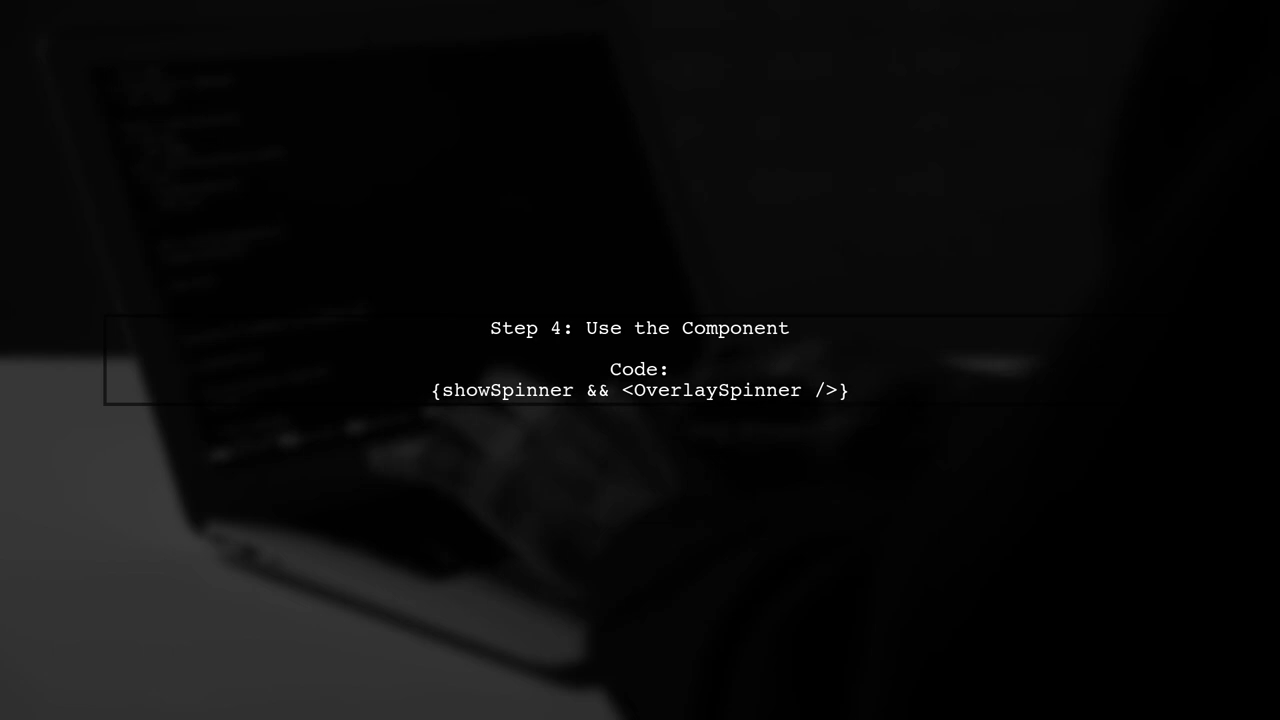 Step 4: Use the Component
Code:
{showSpinner && <OverlaySpinner />}